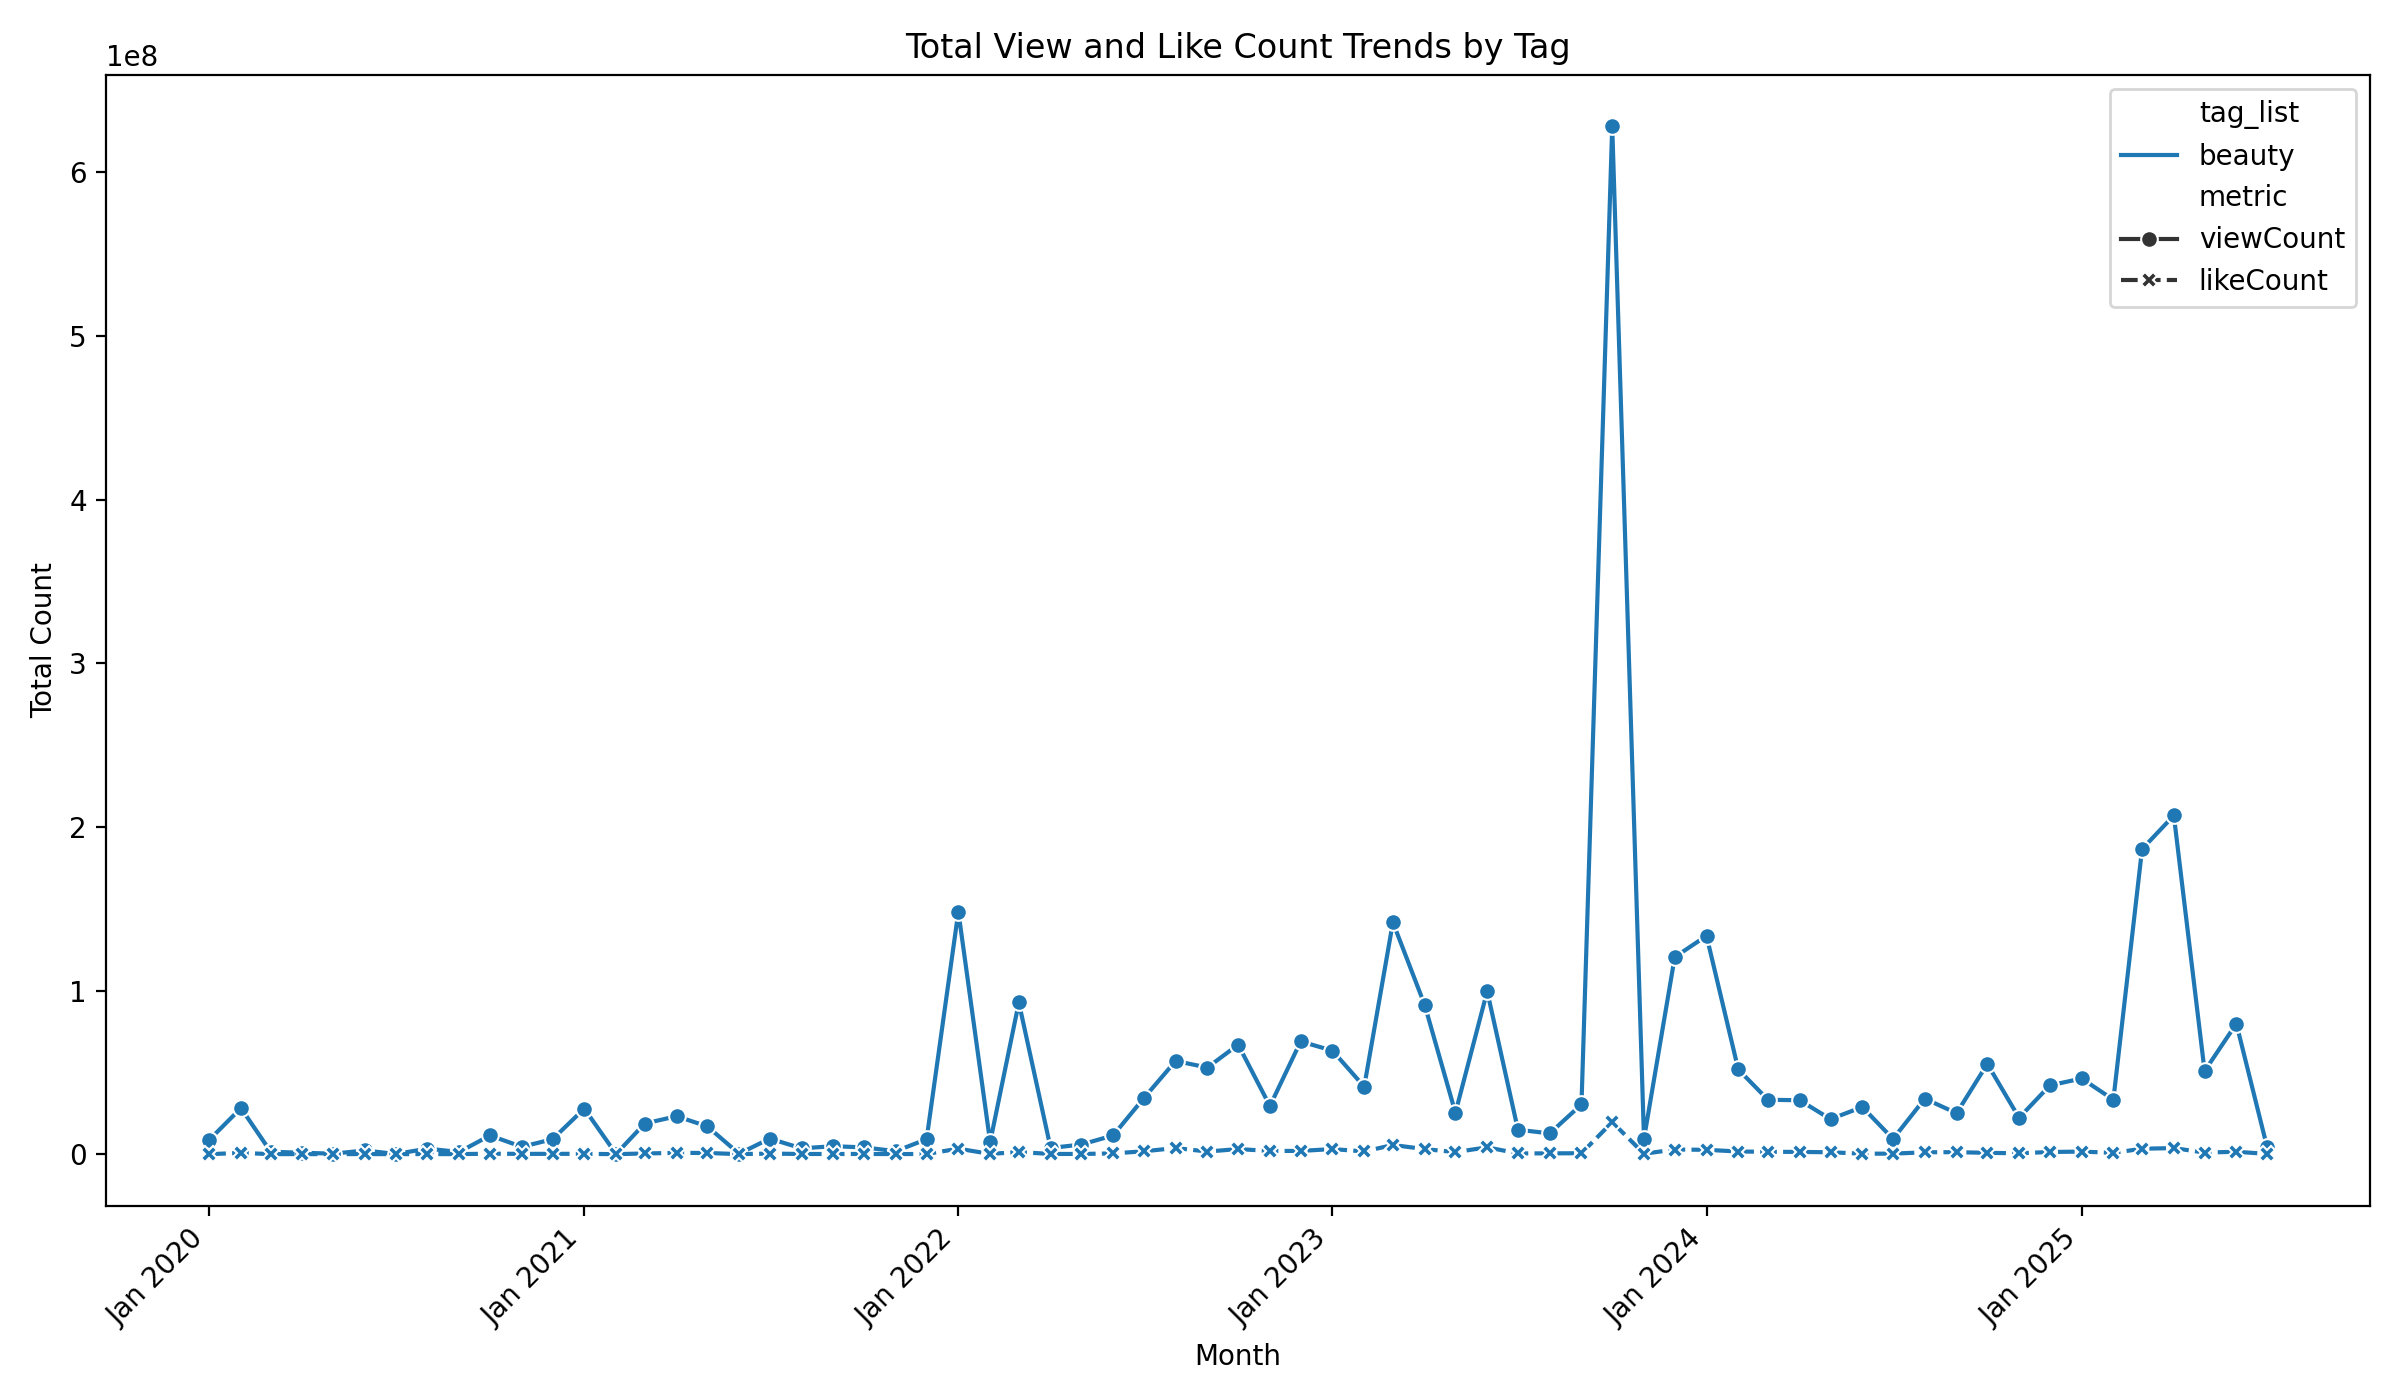 Total View and Like Count Trends by Tag
1e8
tag_list
beauty
metric
viewCount
likeCount
6
5
4
3
2
1
0
Total Count
Jan 2020
Jan 2021
Jan 2022
Jan 2023
Jan 2024
Jan 2025
Month